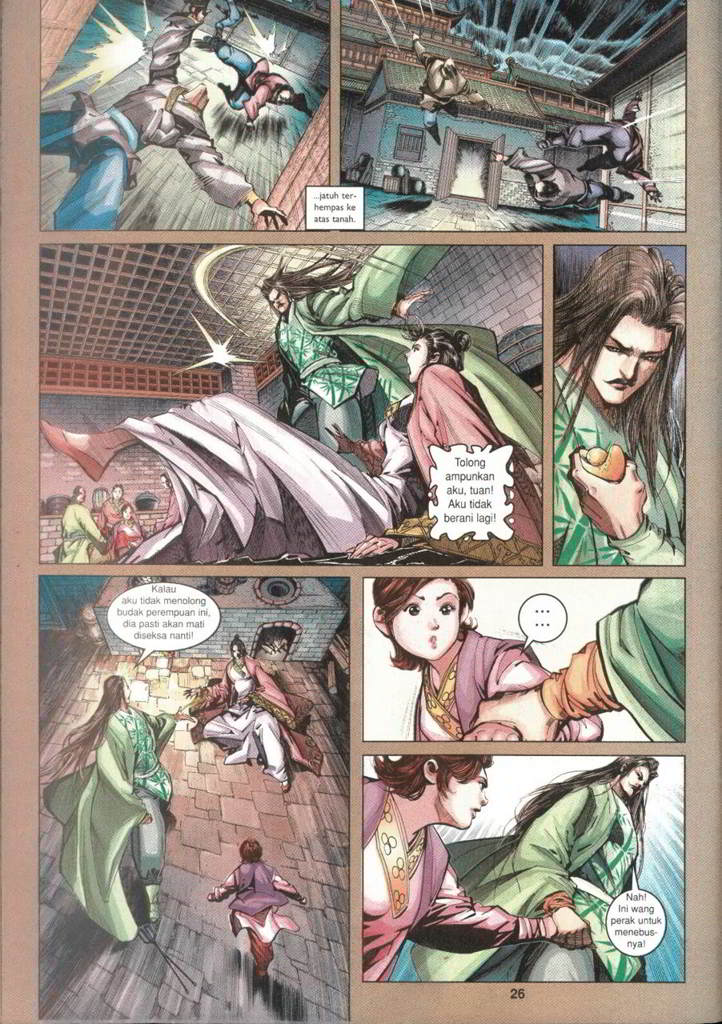 ...jatuh ter-
hempas ke
atas tanah.
Tolong
ampunkan
aku, tuan!
Aku tidak
berani lagi!
Kalau
aku tidak menolong
budak perempuan ini,
dia pasti akan mati
diseksa nanti!
...
...
Nah!
Ini wang
perak untuk
menebus-
nya!
26